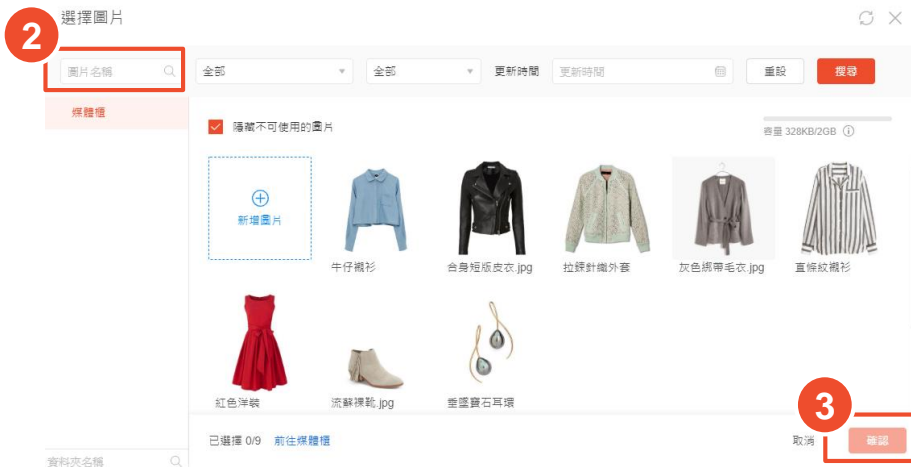 選擇圖片
2
圖片名稱
全部
全部
更新時間
更新時間
重設
搜尋
媒體櫃
隱藏不可使用的圖片
容量 328KB/2GB
新增圖片
牛仔襯衫
合身短版皮衣.jpg
拉鍊針織外套
灰色綁帶毛衣.jpg
直條紋襯衫
紅色洋裝
流蘇裸靴.jpg
垂墜寶石耳環
3
已選擇 0/9 前往媒體櫃
取消
確認
資料夾名稱